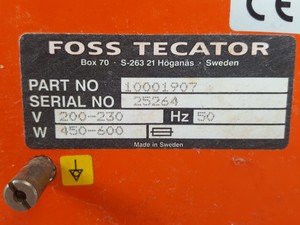 CE
FOSS TECATOR
Box 70 · S-263 21 Höganäs · Sweden
PART NO 10001907
SERIAL NO 25264
V 200-230 Hz 50
W 450-600
Made in Sweden